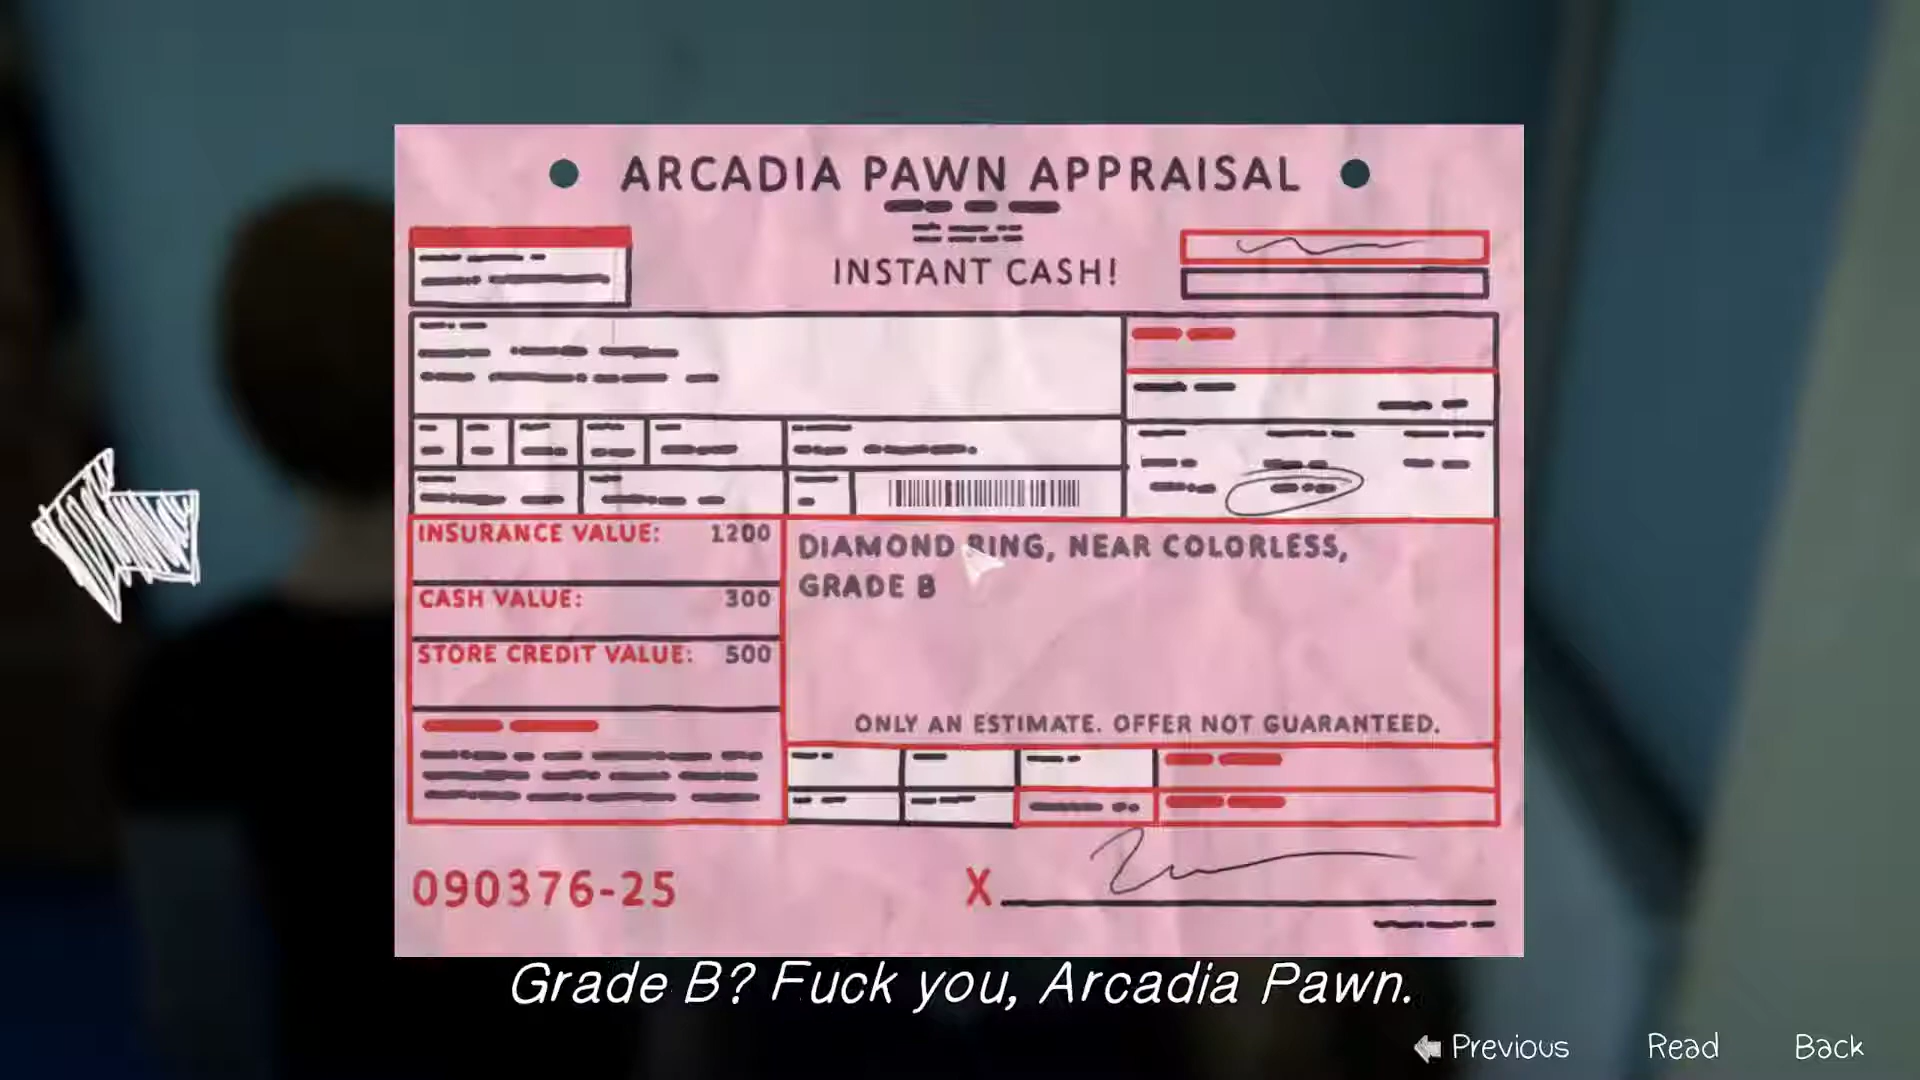 ARCADIA PAWN APPRAISAL
INSTANT CASH!
INSURANCE VALUE: 1200
CASH VALUE: 300
STORE CREDIT VALUE: 500
DIAMOND RING, NEAR COLORLESS,
GRADE B
ONLY AN ESTIMATE. OFFER NOT GUARANTEED.
090376-25
X
Grade B? Fuck you, Arcadia Pawn.
Previous
Read
Back